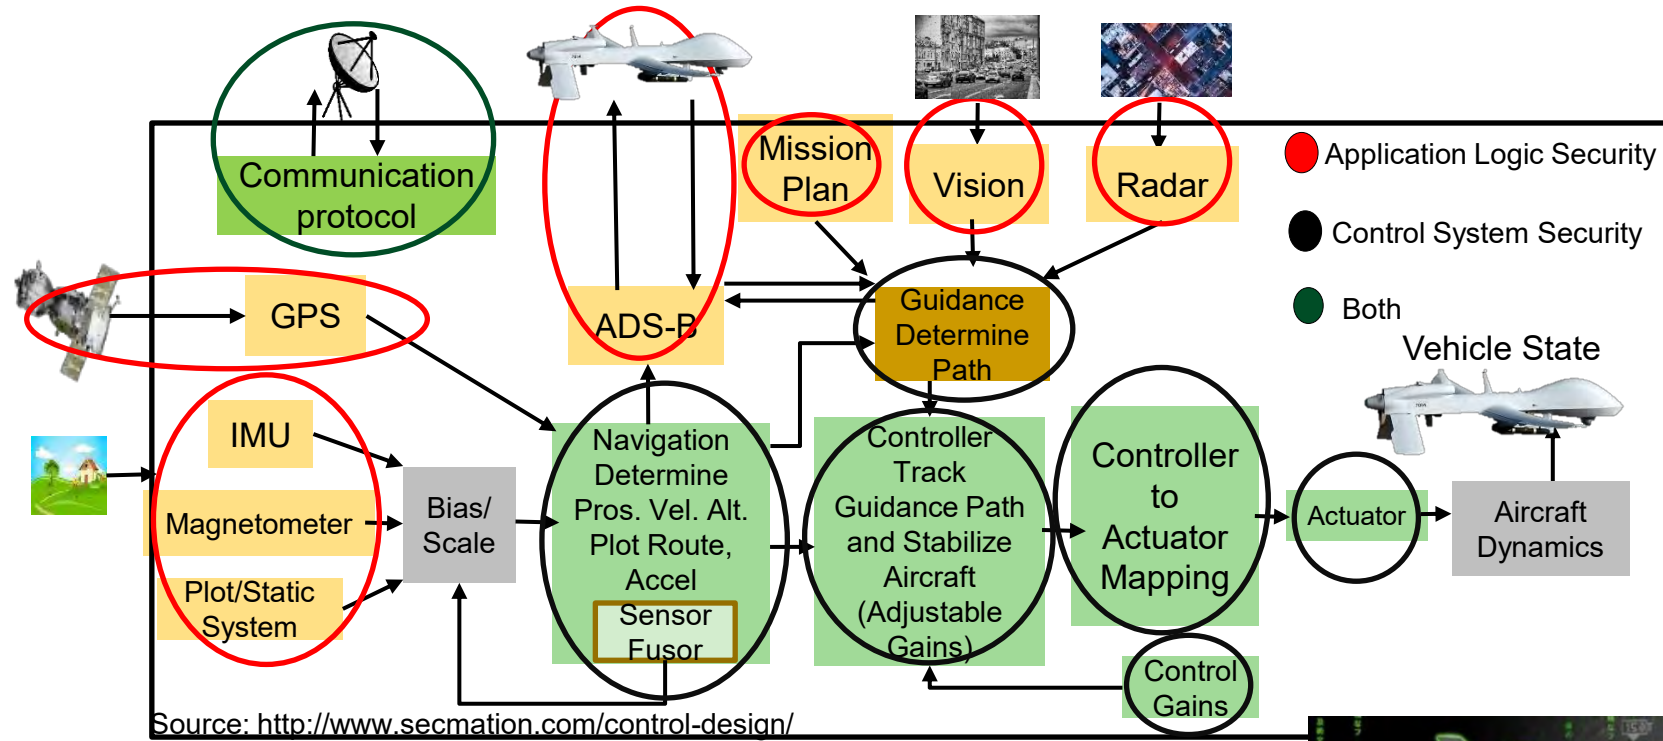 Communication
protocol
Mission
Plan
Vision
Radar
Application Logic Security
Control System Security
Both
GPS
ADS-B
Guidance
Determine
Path
Vehicle State
IMU
Magnetometer
Plot/Static
System
Bias/
Scale
Navigation
Determine
Pros. Vel. Alt.
Plot Route,
Accel
Sensor
Fusor
Controller
Track
Guidance Path
and Stabilize
Aircraft
(Adjustable
Gains)
Controller
to
Actuator
Mapping
Actuator
Aircraft
Dynamics
Control
Gains
Source: http://www.secmation.com/control-design/